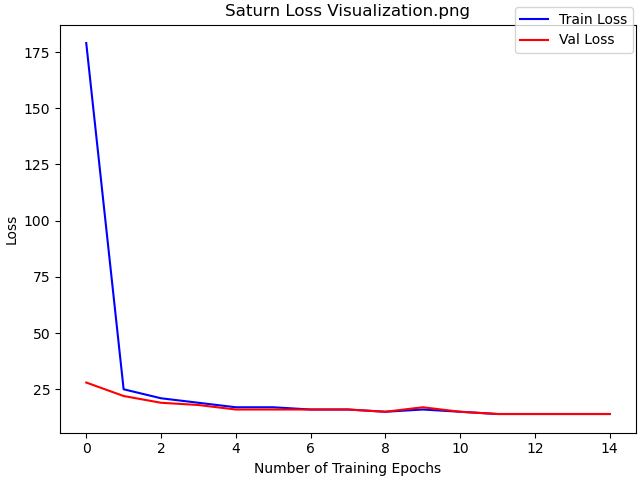 Saturn Loss Visualization.png
Train Loss
Val Loss
175
150
125
100
75
50
25
Loss
0 2 4 6 8 10 12 14
Number of Training Epochs